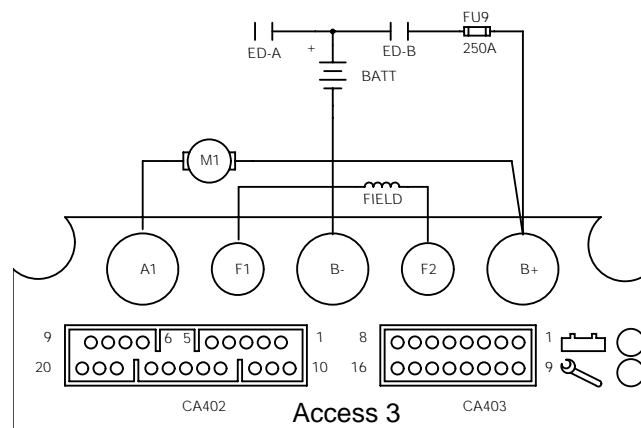 FU9
ED-A + ED-B 250A
BATT
M1
FIELD
A1 F1 B- F2 B+
9 6 5 1 8 1
20 10 16 9
CA402 Access 3 CA403